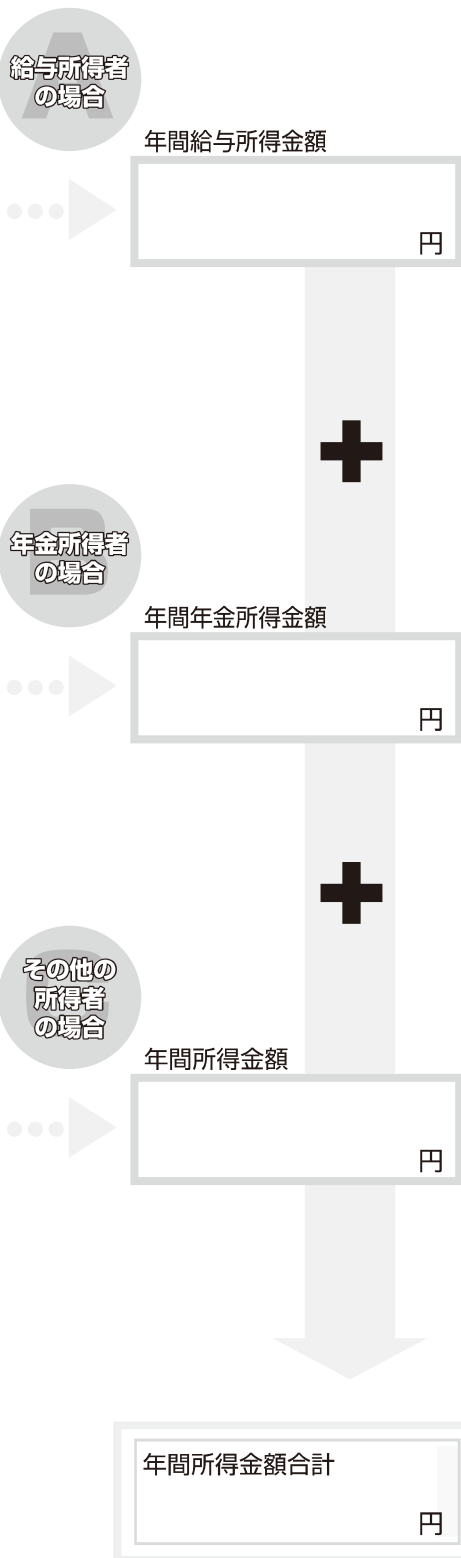 A
給与所得者
の場合
年間給与所得金額
円
+
B
年金所得者
の場合
年間年金所得金額
円
+
C
その他の
所得者
の場合
年間所得金額
円
年間所得金額合計
円